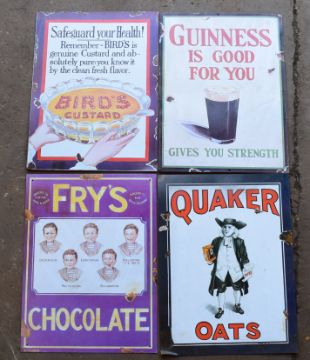 Safeguard your Health!
Remember - BIRD'S is
genuine Custard and ab-
solutely pure: you know it
by the clean fresh flavor.
BIRD'S
CUSTARD
GUINNESS
IS GOOD
FOR YOU
GIVES YOU STRENGTH
FRY'S
CHOCOLATE
QUAKER
OATS